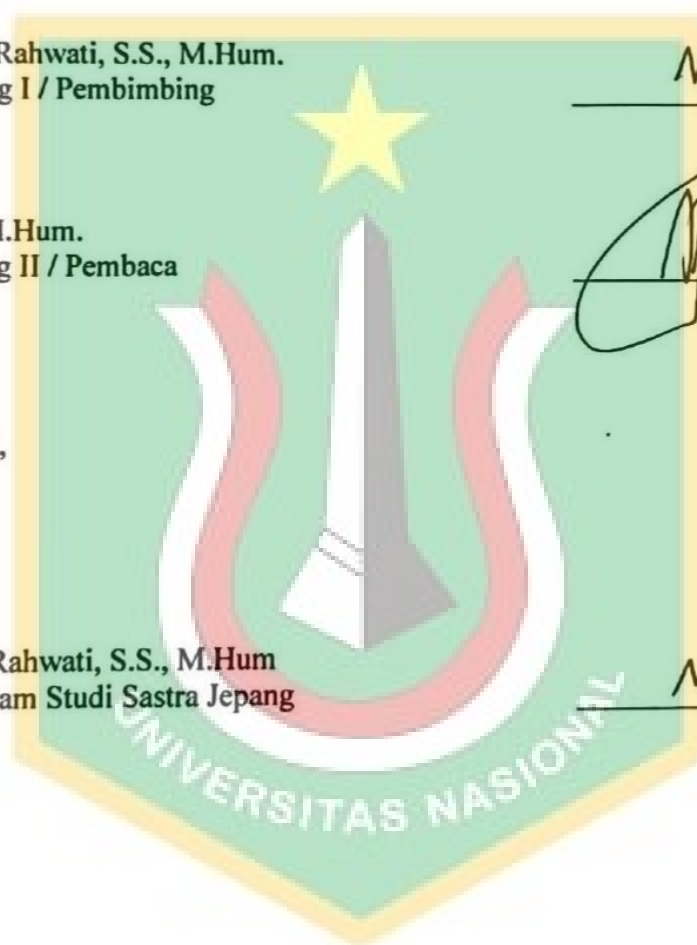 Rahwati, S.S., M.Hum.
g I / Pembimbing
M.Hum.
g II / Pembaca
,
Rahwati, S.S., M.Hum
am Studi Sastra Jepang
UNIVERSITAS NASIONAL